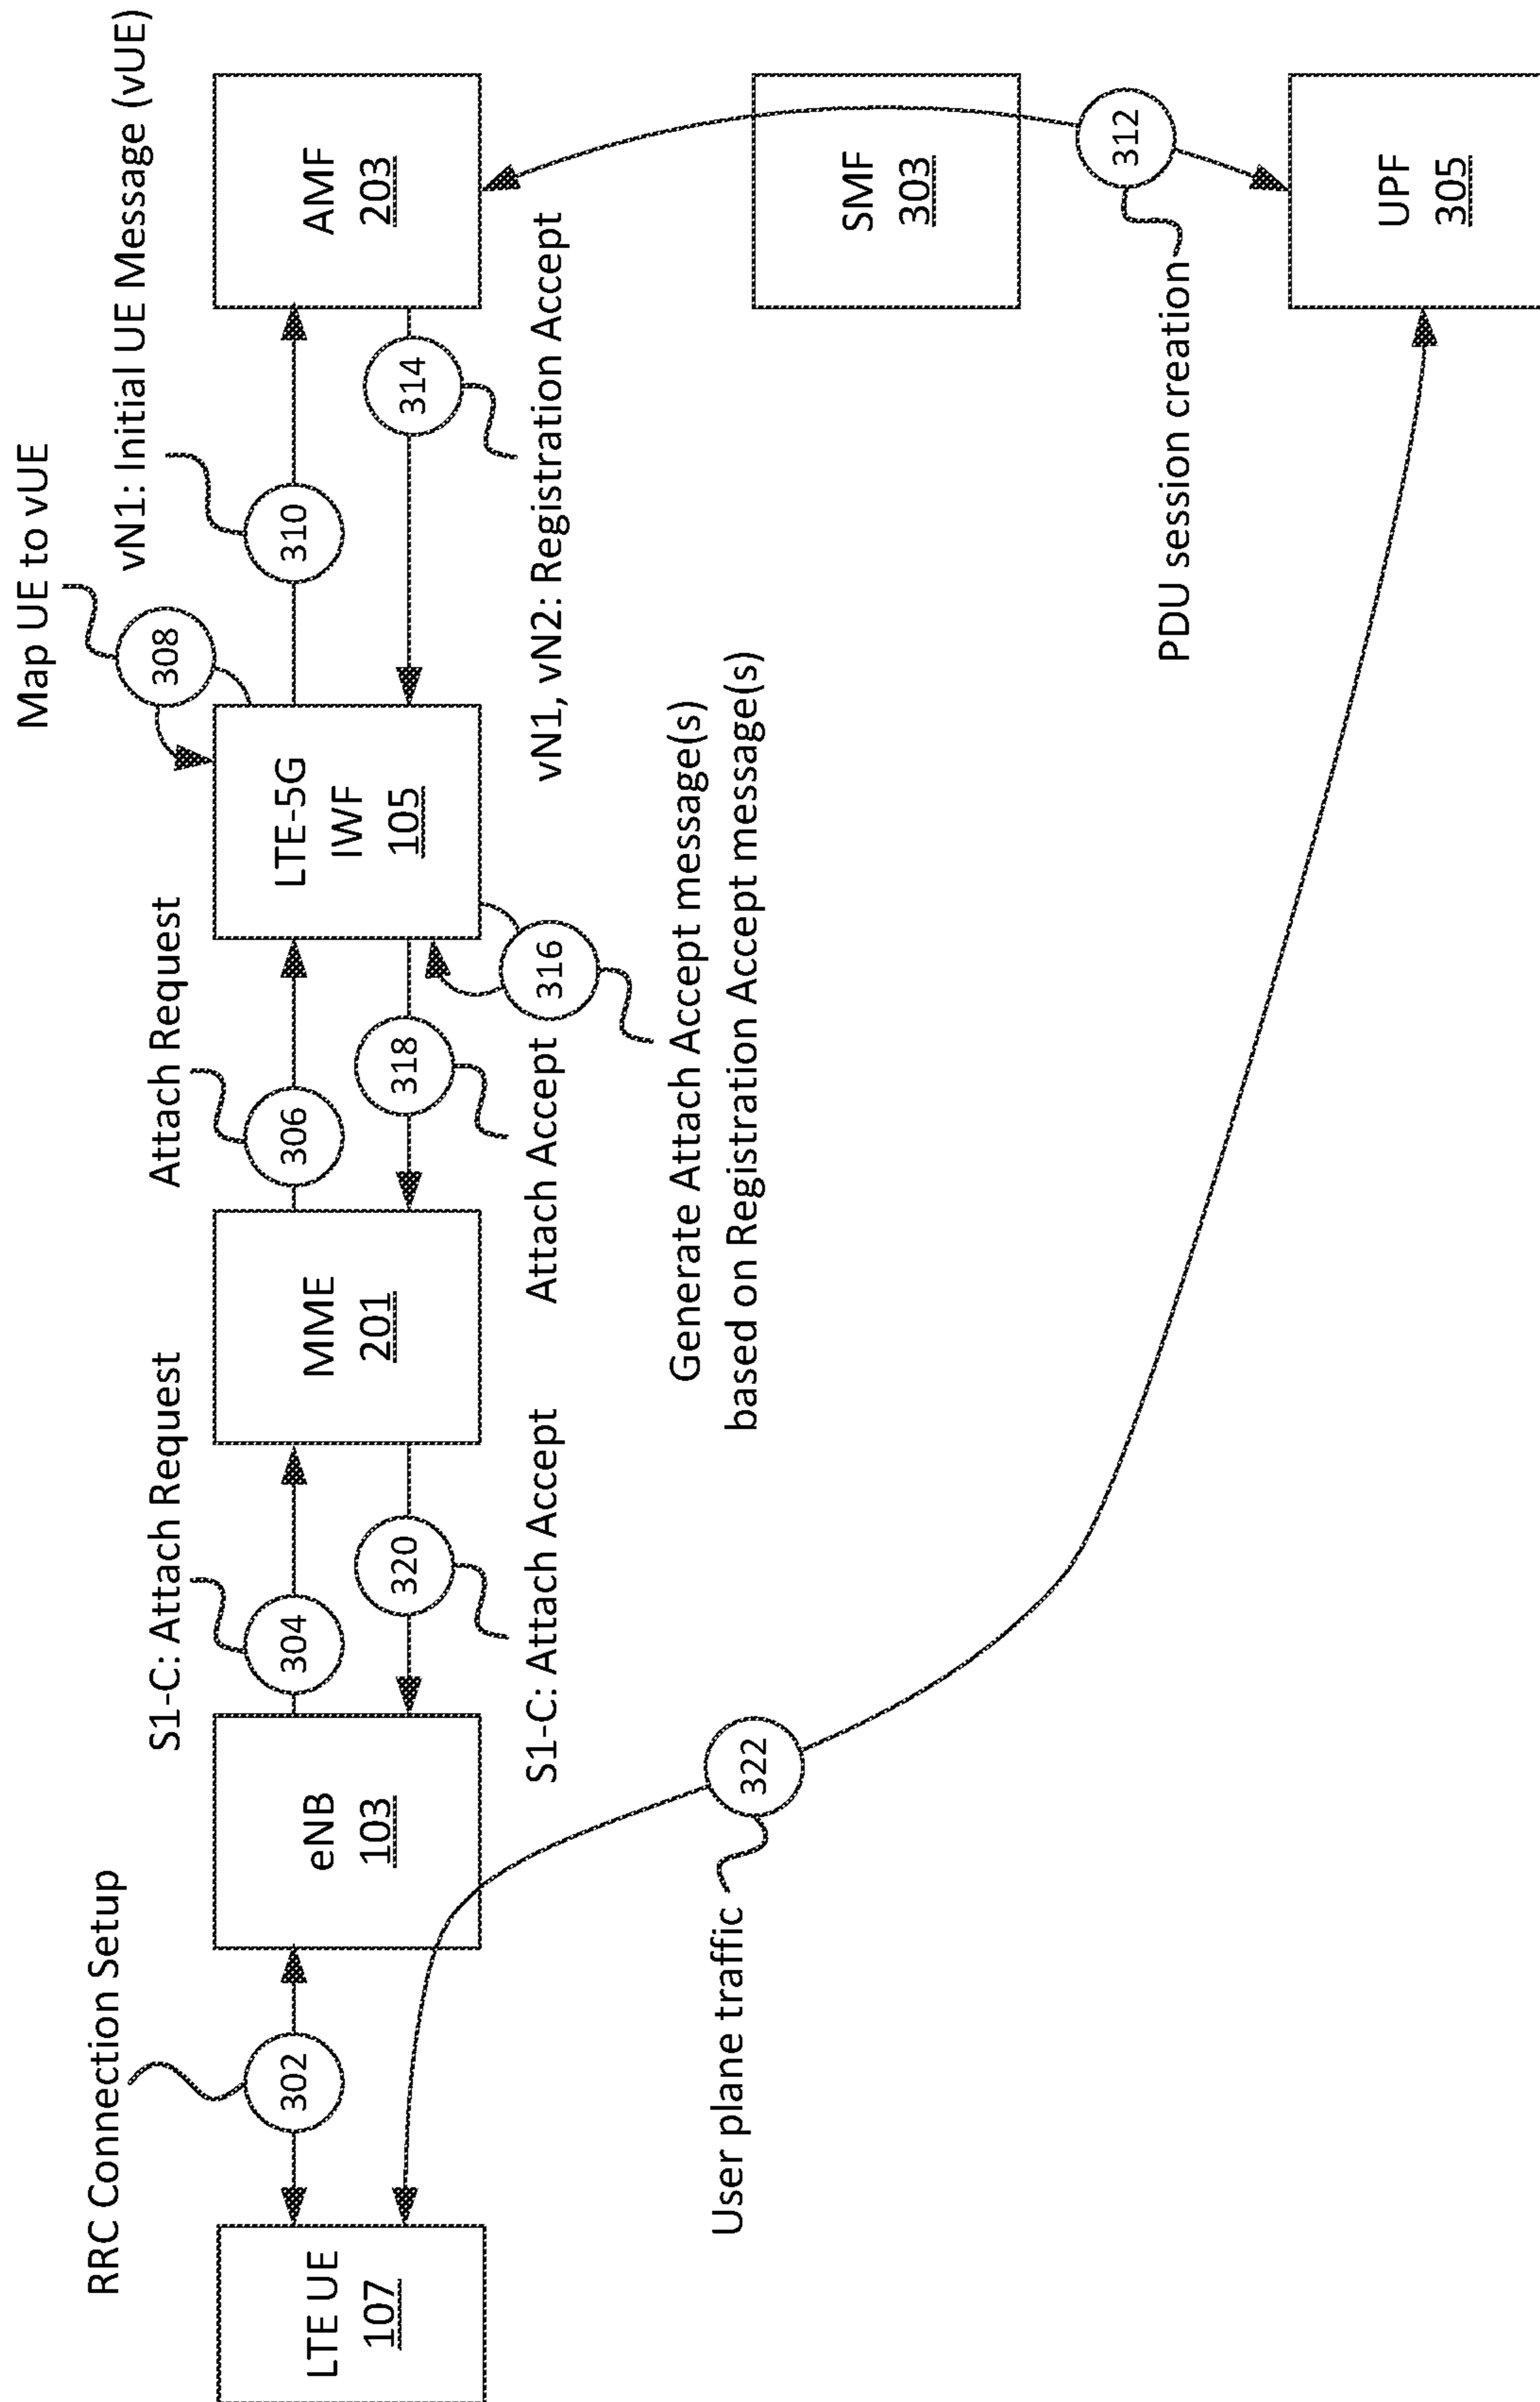 Map UE to vUE
RRC Connection Setup
S1-C: Attach Request
Attach Request
vN1: Initial UE Message (vUE)
308
302
304
306
310
LTE UE
107
eNB
103
MME
201
LTE-5G
IWF
105
AMF
203
320
318
314
S1-C: Attach Accept
Attach Accept
316
vN1, vN2: Registration Accept
Generate Attach Accept message(s)
based on Registration Accept message(s)
322
User plane traffic
SMF
303
312
PDU session creation
UPF
305